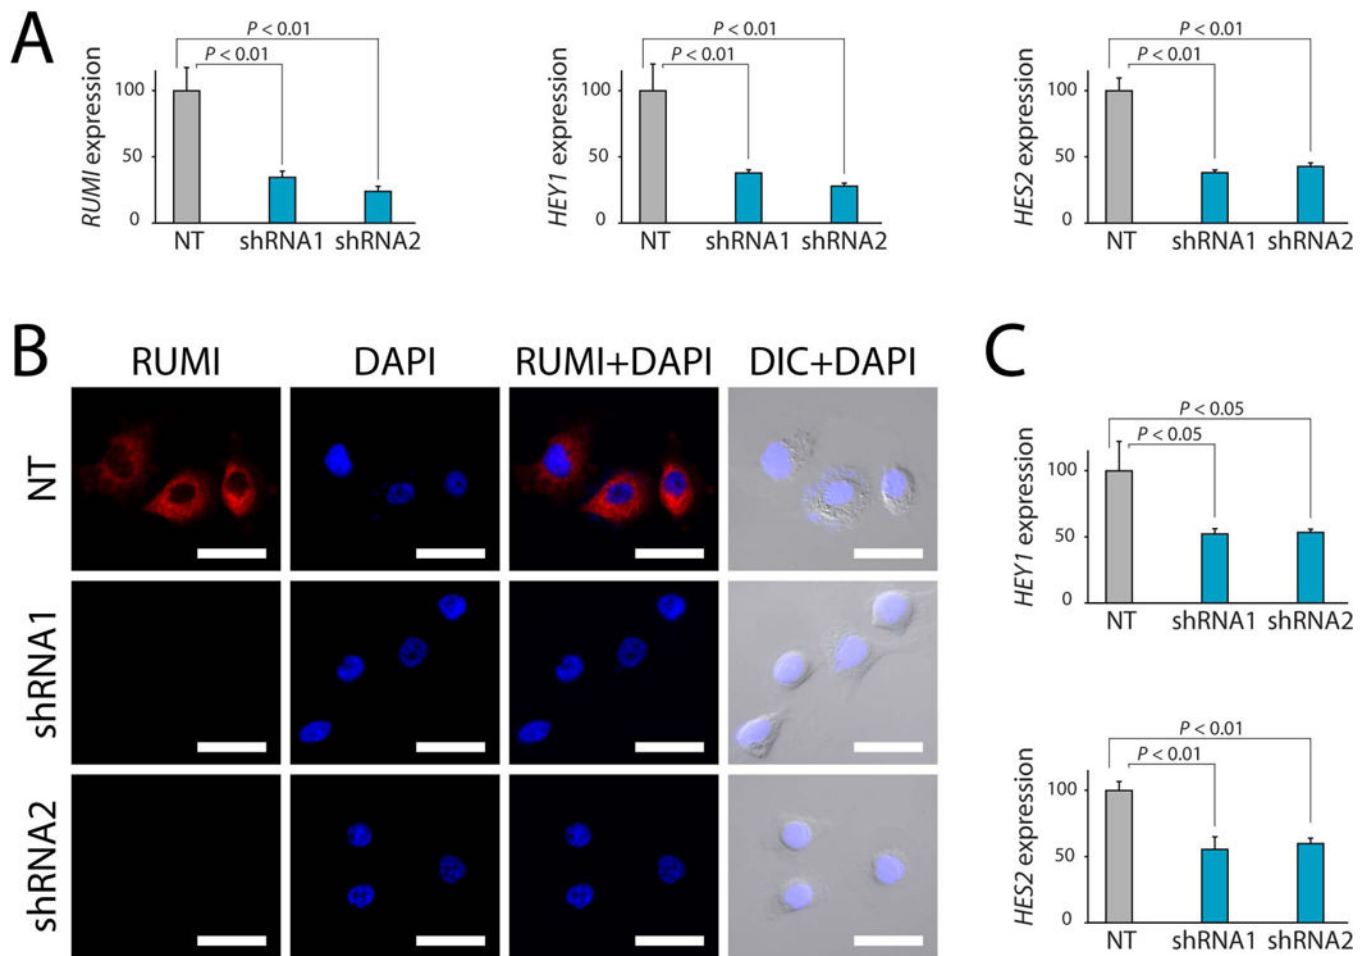 A
P < 0.01
P < 0.01
RUMI expression
100
50
0
NT shRNA1 shRNA2
P < 0.01
P < 0.01
HEY1 expression
100
50
0
NT shRNA1 shRNA2
P < 0.01
P < 0.01
HES2 expression
100
50
0
NT shRNA1 shRNA2
B
RUMI DAPI RUMI+DAPI DIC+DAPI
NT
shRNA1
shRNA2
C
P < 0.05
P < 0.05
HEY1 expression
100
50
0
NT shRNA1 shRNA2
P < 0.01
P < 0.01
HES2 expression
100
50
0
NT shRNA1 shRNA2